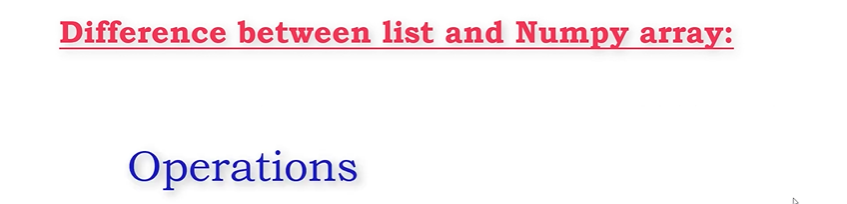 Difference between list and Numpy array:
Operations